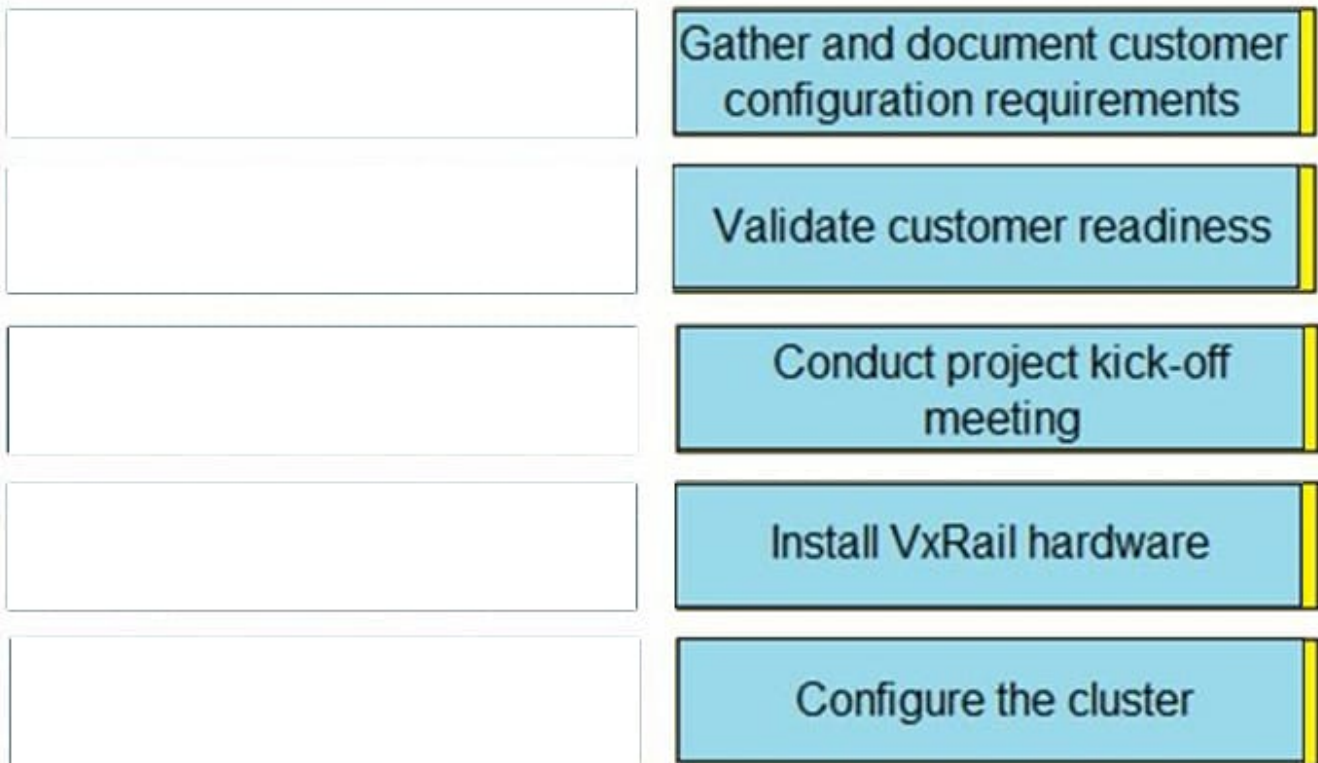 Gather and document customer
configuration requirements
Validate customer readiness
Conduct project kick-off
meeting
Install VxRail hardware
Configure the cluster